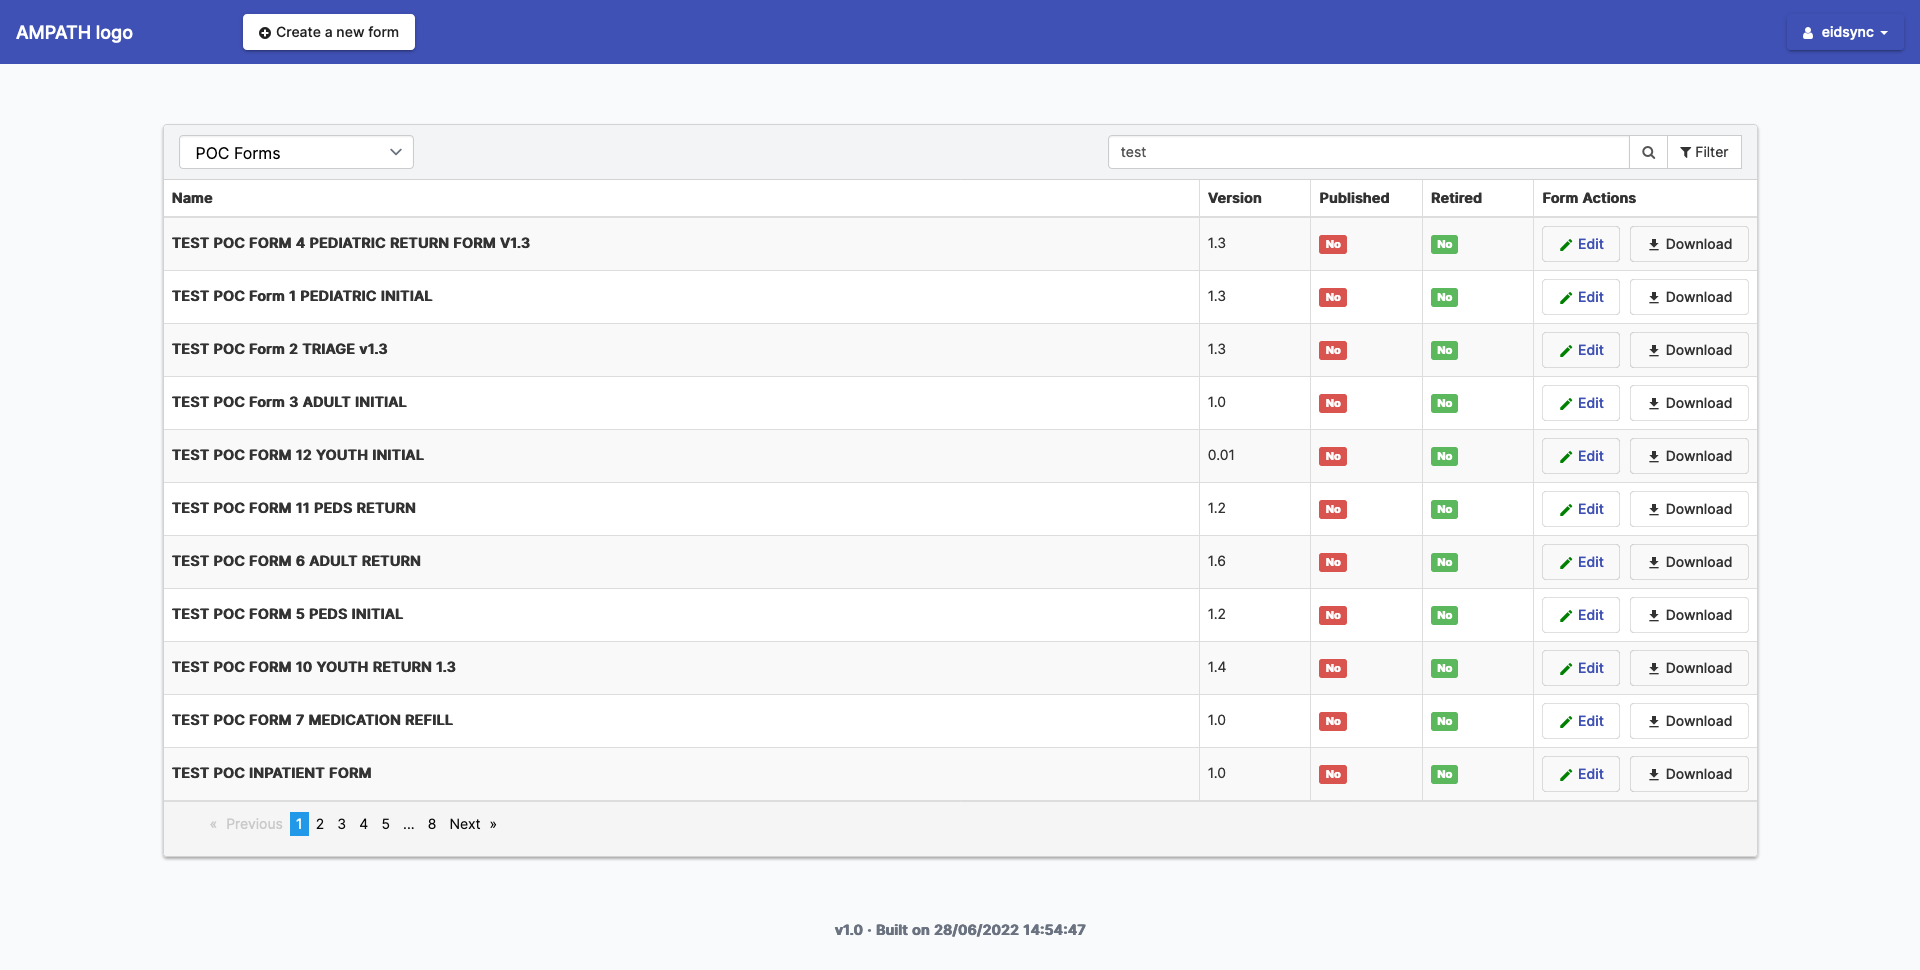 AMPATH logo
Create a new form
eidsync
POC Forms
test
Filter
Name Version Published Retired Form Actions
TEST POC FORM 4 PEDIATRIC RETURN FORM V1.3 1.3 No No Edit Download
TEST POC Form 1 PEDIATRIC INITIAL 1.3 No No Edit Download
TEST POC Form 2 TRIAGE v1.3 1.3 No No Edit Download
TEST POC Form 3 ADULT INITIAL 1.0 No No Edit Download
TEST POC FORM 12 YOUTH INITIAL 0.01 No No Edit Download
TEST POC FORM 11 PEDS RETURN 1.2 No No Edit Download
TEST POC FORM 6 ADULT RETURN 1.6 No No Edit Download
TEST POC FORM 5 PEDS INITIAL 1.2 No No Edit Download
TEST POC FORM 10 YOUTH RETURN 1.3 1.4 No No Edit Download
TEST POC FORM 7 MEDICATION REFILL 1.0 No No Edit Download
TEST POC INPATIENT FORM 1.0 No No Edit Download
« Previous 1 2 3 4 5 ... 8 Next »
v1.0 · Built on 28/06/2022 14:54:47